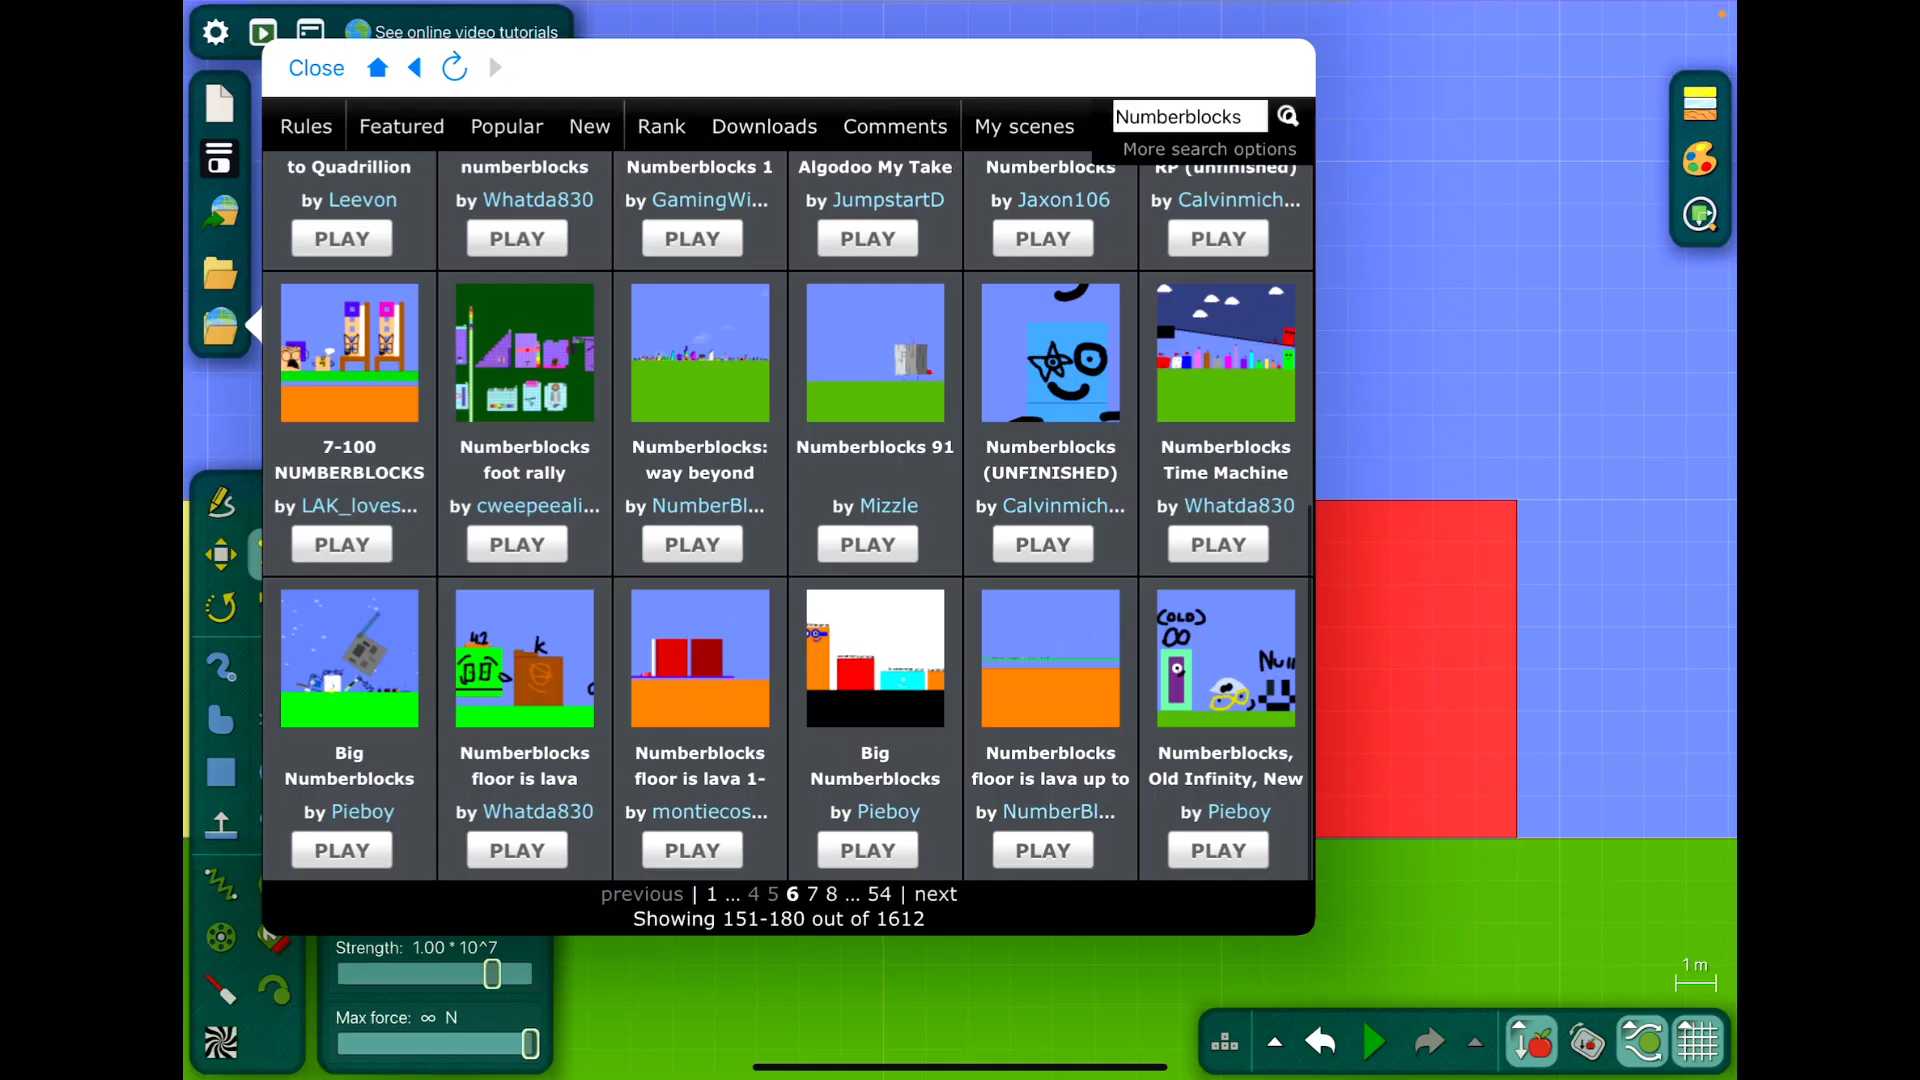 See online video tutorials
Close
Rules Featured Popular New Rank Downloads Comments My scenes Numberblocks
More search options
to Quadrillion numberblocks Numberblocks 1 Algodoo My Take Numberblocks RP (unfinished)
by Leevon by Whatda830 by GamingWi... by JumpstartD by Jaxon106 by Calvinmich...
PLAY PLAY PLAY PLAY PLAY PLAY
7-100 Numberblocks Numberblocks: Numberblocks 91 Numberblocks Numberblocks
NUMBERBLOCKS foot rally way beyond (UNFINISHED) Time Machine
by LAK_loves... by cweepeeali... by NumberBl... by Mizzle by Calvinmich... by Whatda830
PLAY PLAY PLAY PLAY PLAY PLAY
42 k (OLD)
Big Numberblocks Numberblocks Big Numberblocks Numberblocks,
Numberblocks floor is lava floor is lava 1- Numberblocks floor is lava up to Old Infinity, New
by Pieboy by Whatda830 by montiecos... by Pieboy by NumberBl... by Pieboy
PLAY PLAY PLAY PLAY PLAY PLAY
previous | 1 ... 4 5 6 7 8 ... 54 | next
Showing 151-180 out of 1612
Strength: 1.00 * 10^7
Max force: ∞ N
1 m